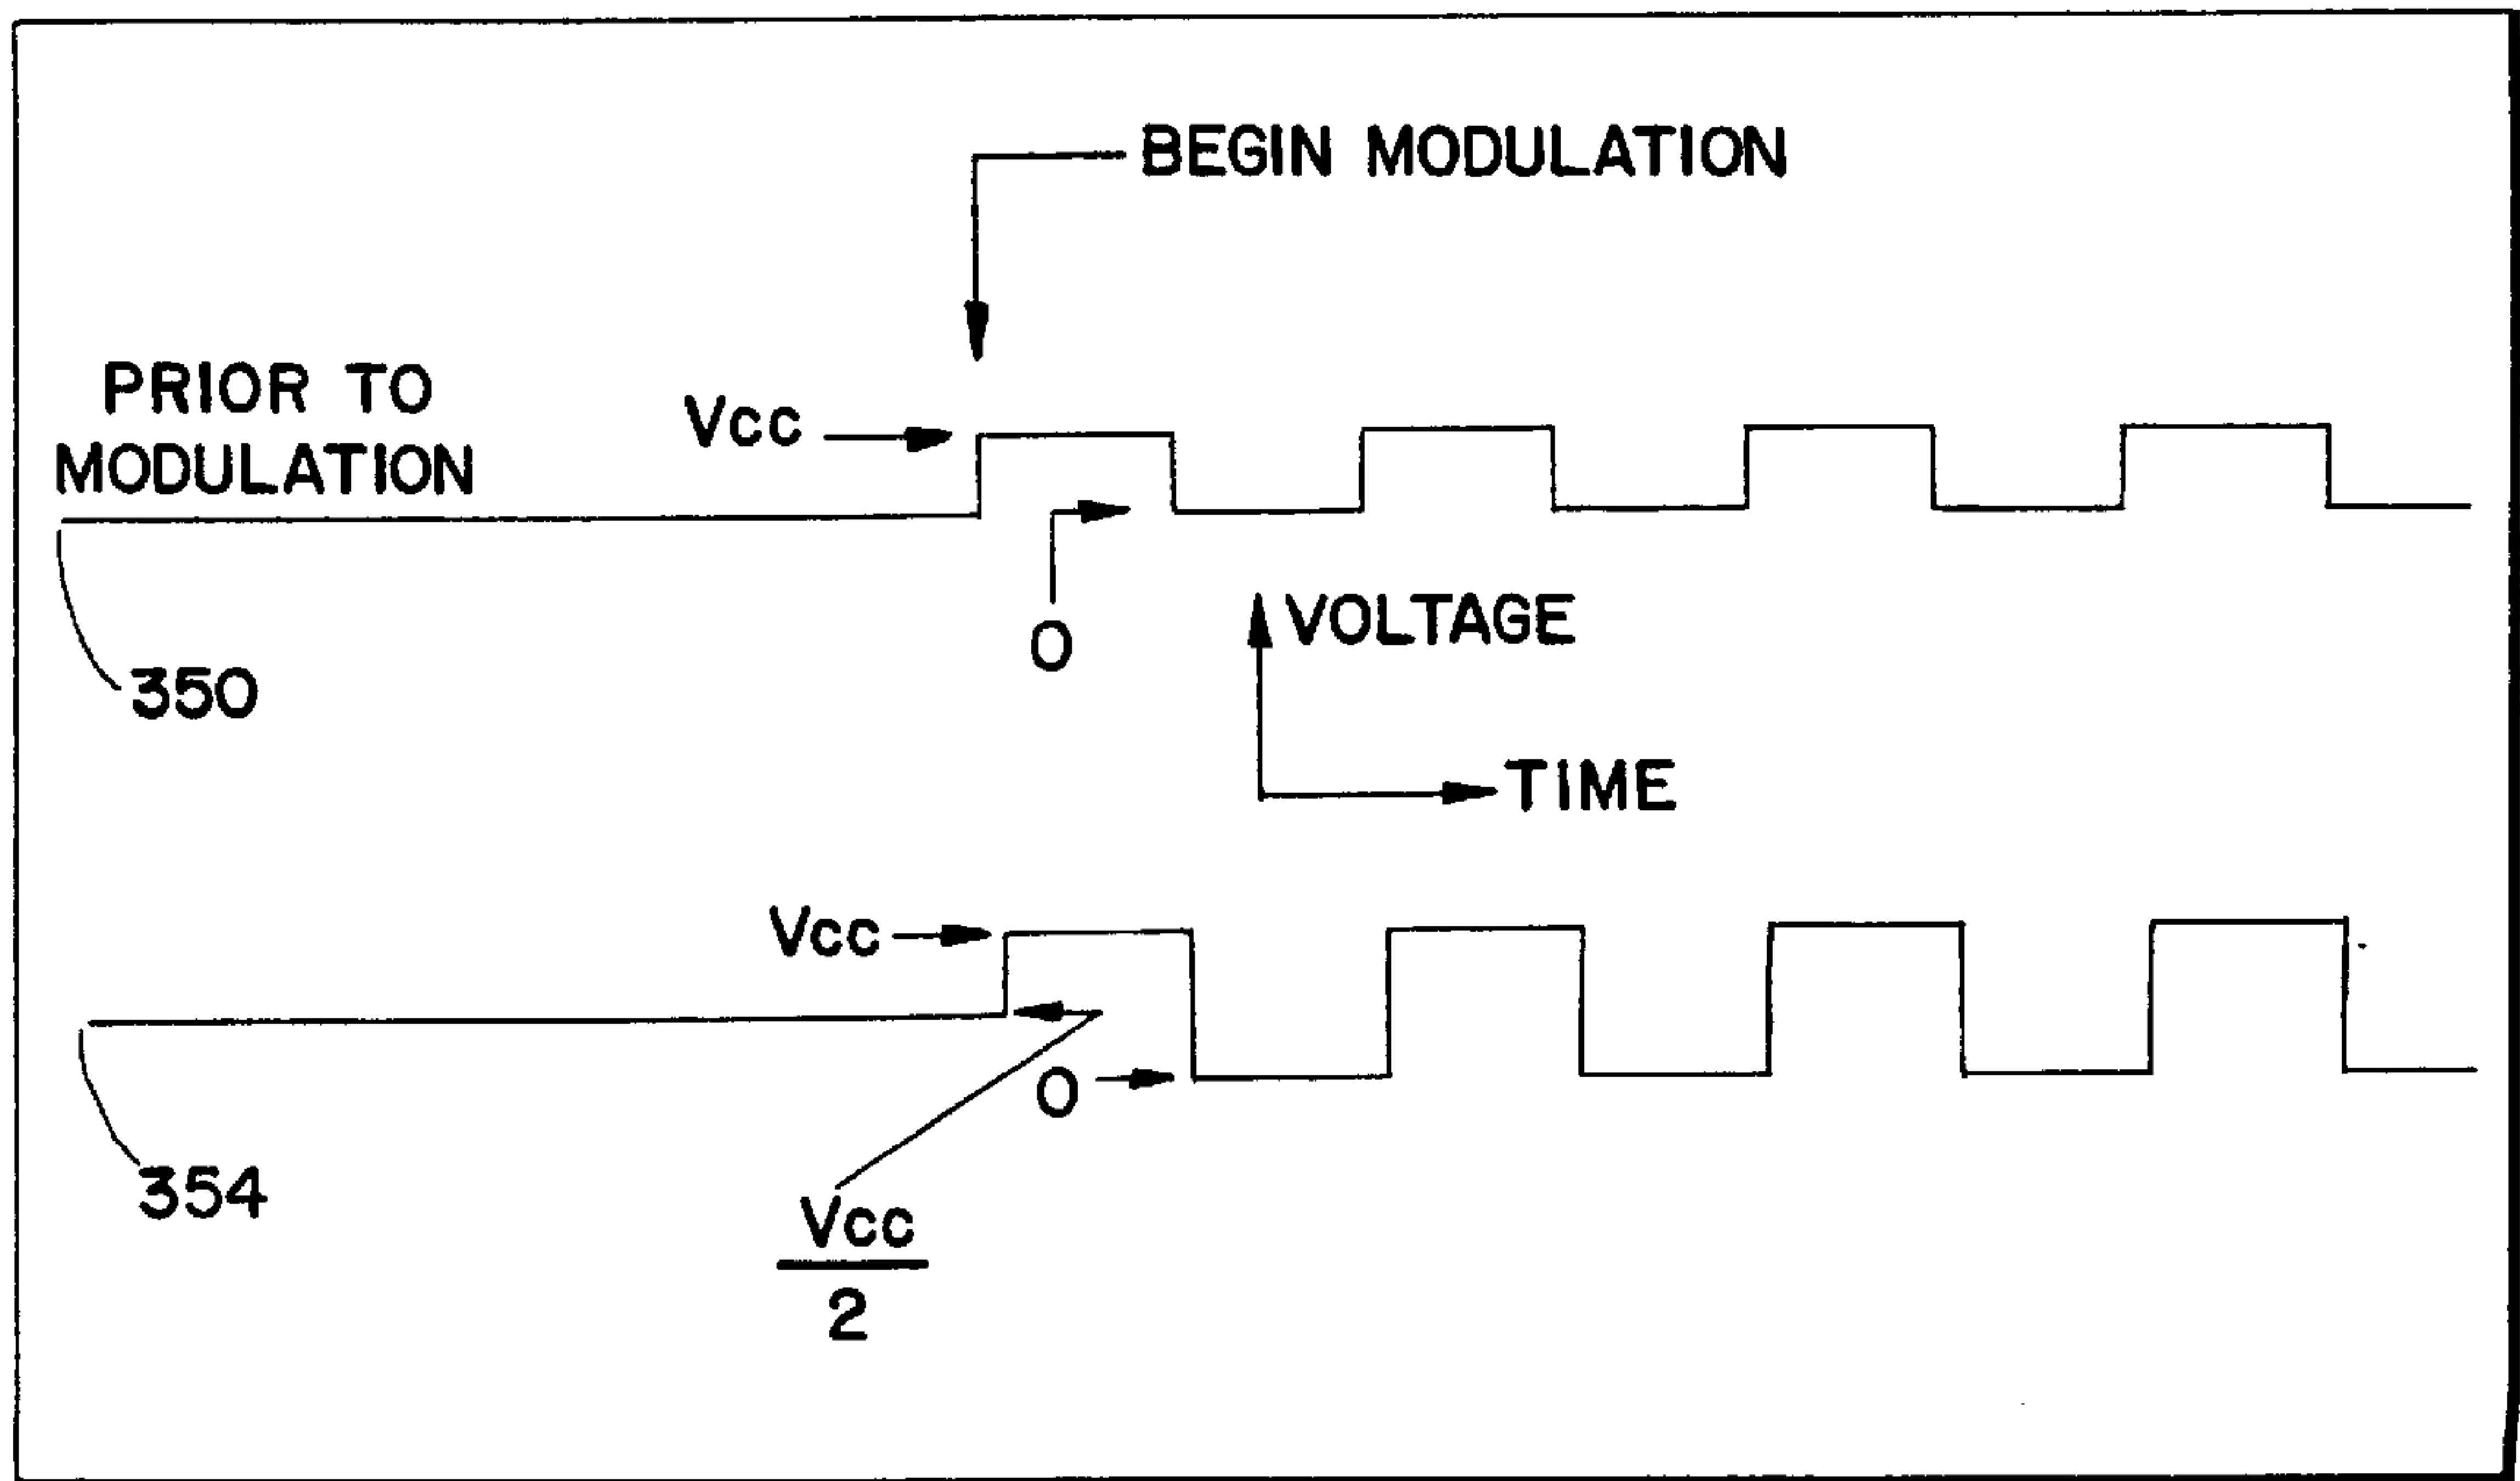 BEGIN MODULATION
PRIOR TO
MODULATION
Vcc
0
350
VOLTAGE
TIME
Vcc
0
354
Vcc
2